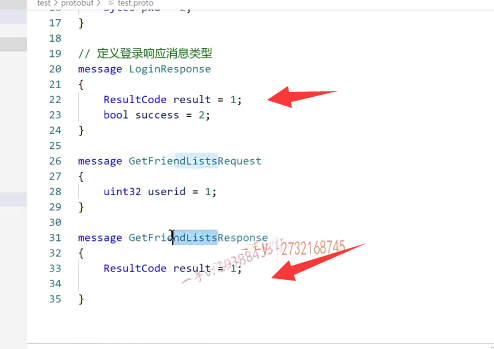 test > protobuf > test.proto
17 }
18
19 // 定义登录响应消息类型
20 message LoginResponse
21 {
22 ResultCode result = 1;
23 bool success = 2;
24 }
25
26 message GetFriendListsRequest
27 {
28 uint32 userid = 1;
29 }
30
31 message GetFriendListsResponse
32 {
33 ResultCode result = 1;
34
35 }
2732168745